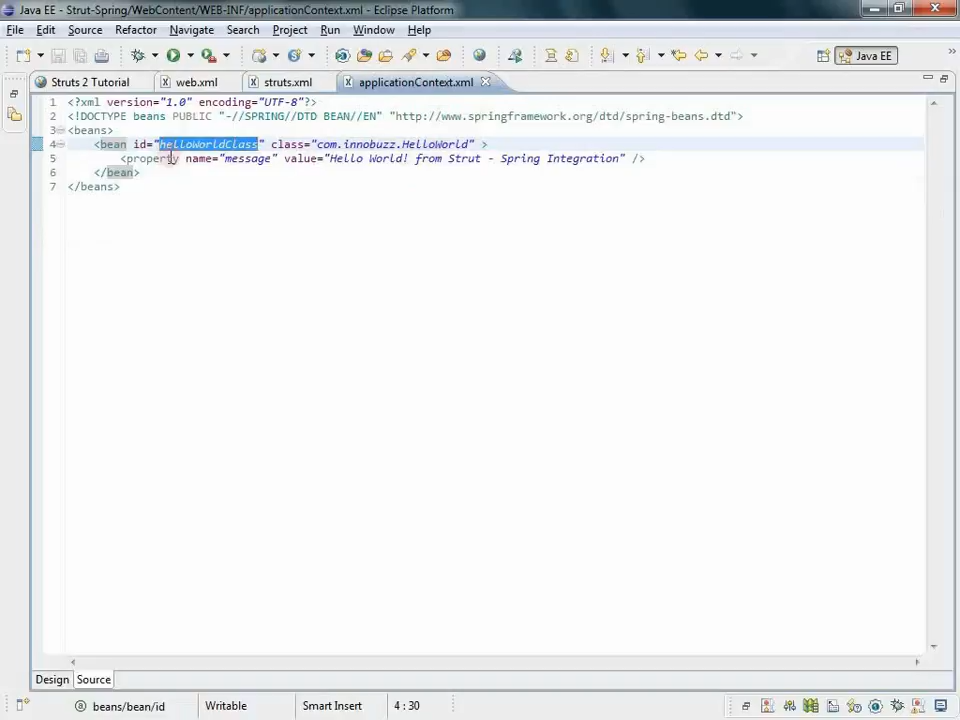 Java EE - Strut-Spring/WebContent/WEB-INF/applicationContext.xml - Eclipse Platform
File Edit Source Refactor Navigate Search Project Run Window Help
Java EE
Struts 2 Tutorial web.xml struts.xml applicationContext.xml
1 <?xml version="1.0" encoding="UTF-8"?>
2 <!DOCTYPE beans PUBLIC "-//SPRING//DTD BEAN//EN" "http://www.springframework.org/dtd/spring-beans.dtd">
3 <beans>
4 <bean id="helloWorldClass" class="com.innobuzz.HelloWorld" >
5 <property name="message" value="Hello World! from Strut - Spring Integration" />
6 </bean>
7 </beans>
Design Source
beans/bean/id Writable Smart Insert 4 : 30